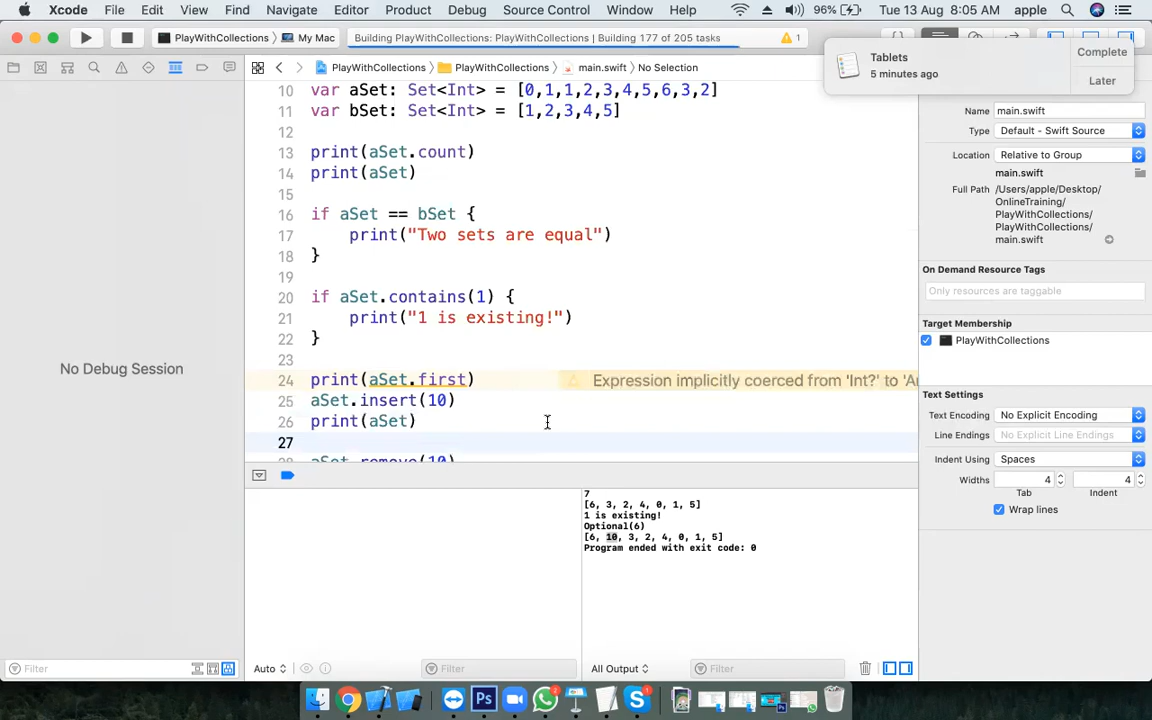 Xcode File Edit View Find Navigate Editor Product Debug Source Control Window Help 96% Tue 13 Aug 8:05 AM apple
PlayWithCollections My Mac Building PlayWithCollections: PlayWithCollections | Building 177 of 205 tasks 1
Tablets
5 minutes ago
Complete
Later
PlayWithCollections PlayWithCollections main.swift No Selection
10 var aSet: Set<Int> = [0,1,1,2,3,4,5,6,3,2]
11 var bSet: Set<Int> = [1,2,3,4,5]
12
13 print(aSet.count)
14 print(aSet)
15
16 if aSet == bSet {
17 print("Two sets are equal")
18 }
19
20 if aSet.contains(1) {
21 print("1 is existing!")
22 }
23
24 print(aSet.first) Expression implicitly coerced from 'Int?' to 'A
25 aSet.insert(10)
26 print(aSet)
27
28 aSet.remove(10)
No Debug Session
Name main.swift
Type Default - Swift Source
Location Relative to Group
main.swift
Full Path /Users/apple/Desktop/
OnlineTraining/
PlayWithCollections/
PlayWithCollections/
main.swift
On Demand Resource Tags
Only resources are taggable
Target Membership
PlayWithCollections
Text Settings
Text Encoding No Explicit Encoding
Line Endings No Explicit Line Endings
Indent Using Spaces
Widths 4 4
Tab Indent
Wrap lines
7
[6, 3, 2, 4, 0, 1, 5]
1 is existing!
Optional(6)
[6, 10, 3, 2, 4, 0, 1, 5]
Program ended with exit code: 0
Filter Auto Filter All Output Filter
Ps 2 1